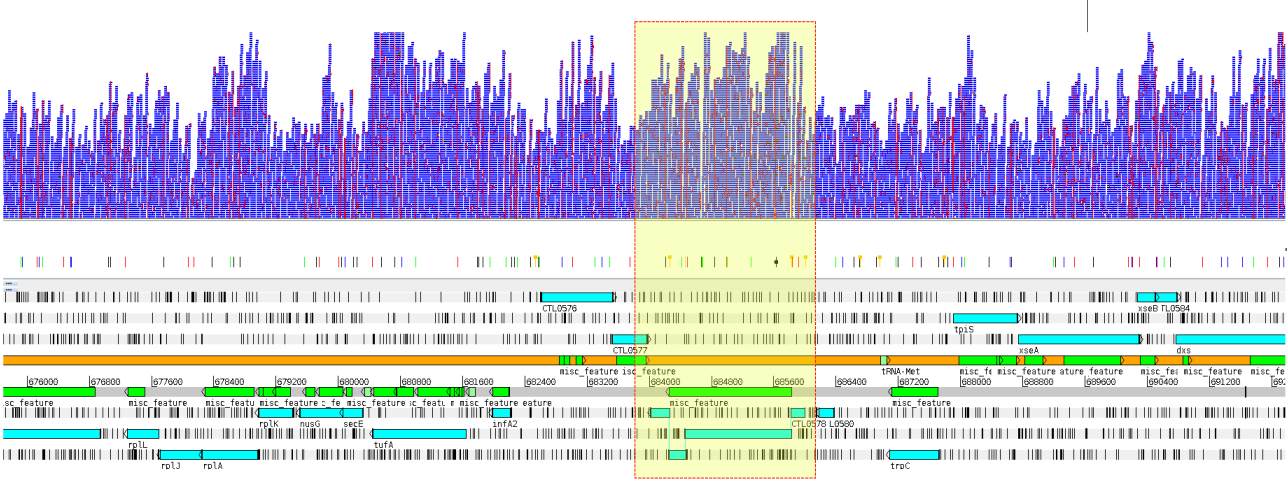 CTL0576
xseB TL0584
tpiS
CTL0577 xseA dxs
misc_feature isc_feature tRNA-Met misc_fe misc_feature ature misc_feature misc_fe misc_feature misc_fe
676000 676800 677600 678400 679200 680000 680800 681600 682400 683200 684000 684800 685600 686400 687200 688000 688800 689600 690400 691200 692
sc_feature misc_feature misc_featu misc_feature c_fe misc_feature misc_feature eature misc_feature misc_feature
rplK nusG secE infA2 CTL0578 L0580
rplL tufA
rplJ rplA trpC